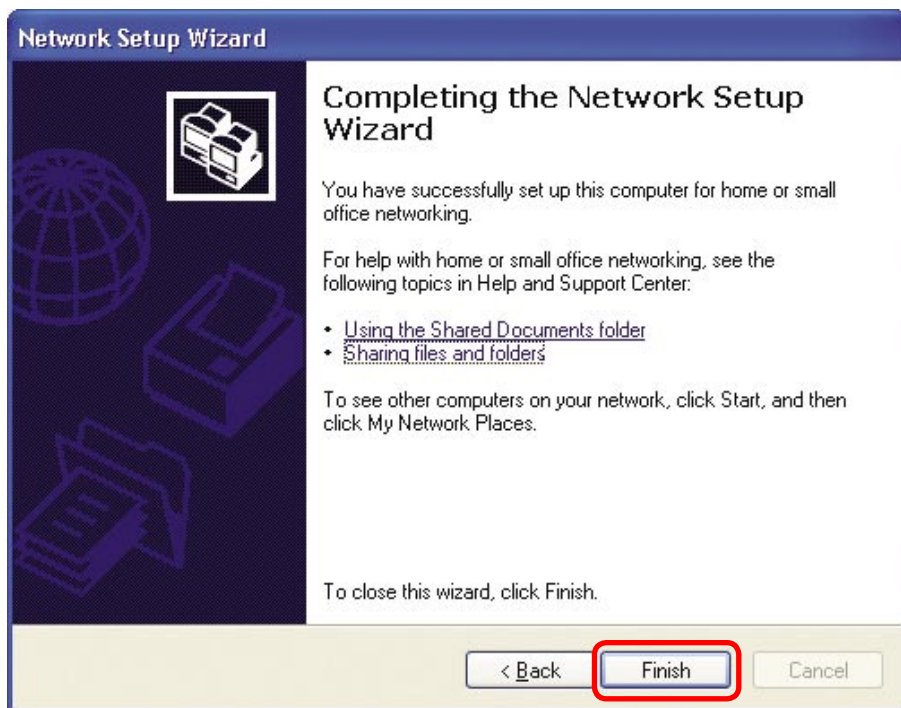 Network Setup Wizard
Completing the Network Setup
Wizard
You have successfully set up this computer for home or small
office networking.
For help with home or small office networking, see the
following topics in Help and Support Center:
• Using the Shared Documents folder
• Sharing files and folders
To see other computers on your network, click Start, and then
click My Network Places.
To close this wizard, click Finish.
< Back Finish Cancel